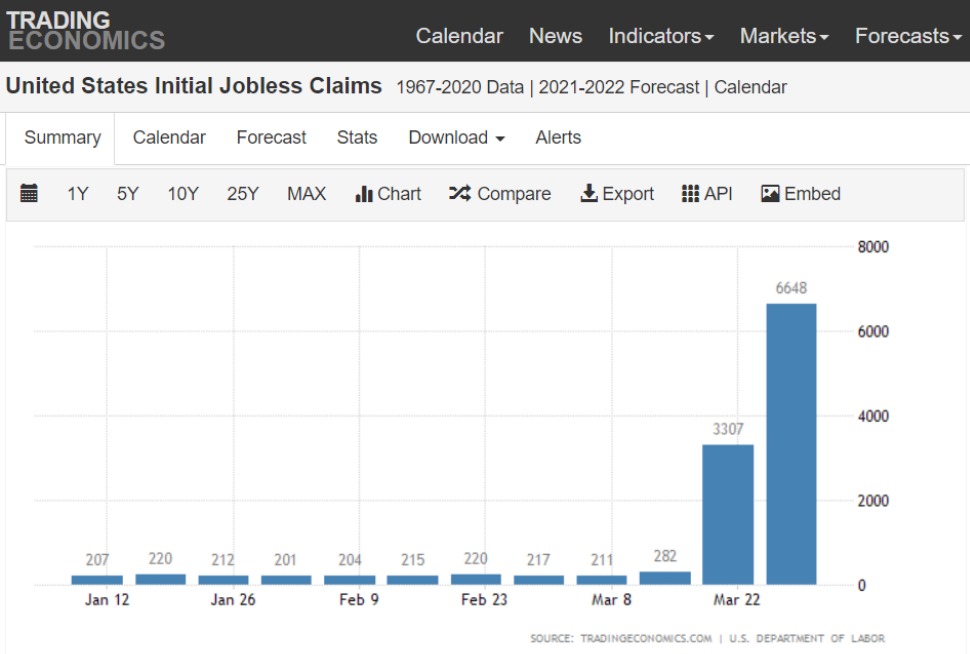 TRADING
ECONOMICS
Calendar News Indicators Markets Forecasts
United States Initial Jobless Claims 1967-2020 Data | 2021-2022 Forecast | Calendar
Summary Calendar Forecast Stats Download Alerts
1Y 5Y 10Y 25Y MAX Chart Compare Export API Embed
8000
6648
6000
4000
3307
2000
207 220 212 201 204 215 220 217 211 282
0
Jan 12 Jan 26 Feb 9 Feb 23 Mar 8 Mar 22
SOURCE: TRADINGECONOMICS.COM | U.S. DEPARTMENT OF LABOR